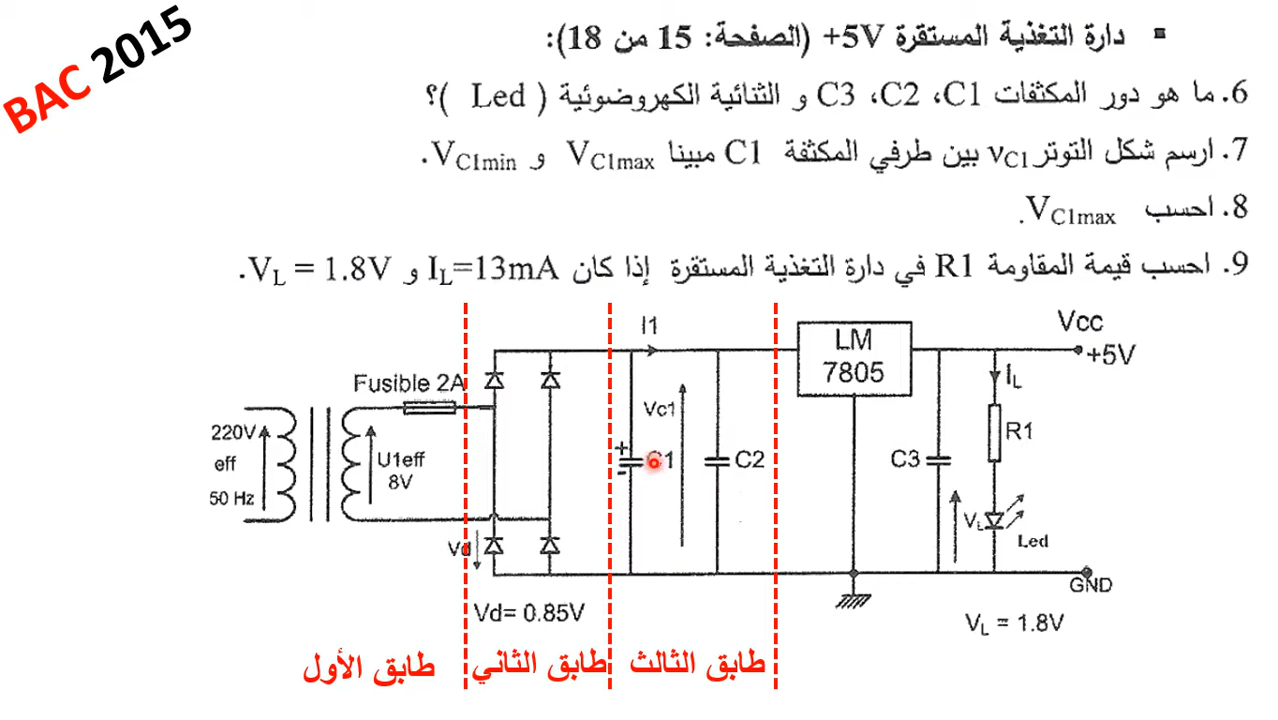 BAC 2015
▪ دارة التغذية المستقرة +5V (الصفحة: 15 من 18):
6. ما هو دور المكثفات C1، C2، C3 و الثنائية الكهروضوئية ( Led )؟
7. ارسم شكل التوتر vC1 بين طرفي المكثفة C1 مبينا VC1max و VC1min.
8. احسب VC1max.
9. احسب قيمة المقاومة R1 في دارة التغذية المستقرة إذا كان IL=13mA و VL = 1.8V.
I1
LM
7805
Vcc
+5V
Fusible 2A
IL
220V
eff
50 Hz
U1eff
8V
Vc1
+
C1
-
C2
C3
R1
VL
Led
Vd
GND
Vd= 0.85V
VL = 1.8V
طابق الأول
طابق الثاني
طابق الثالث